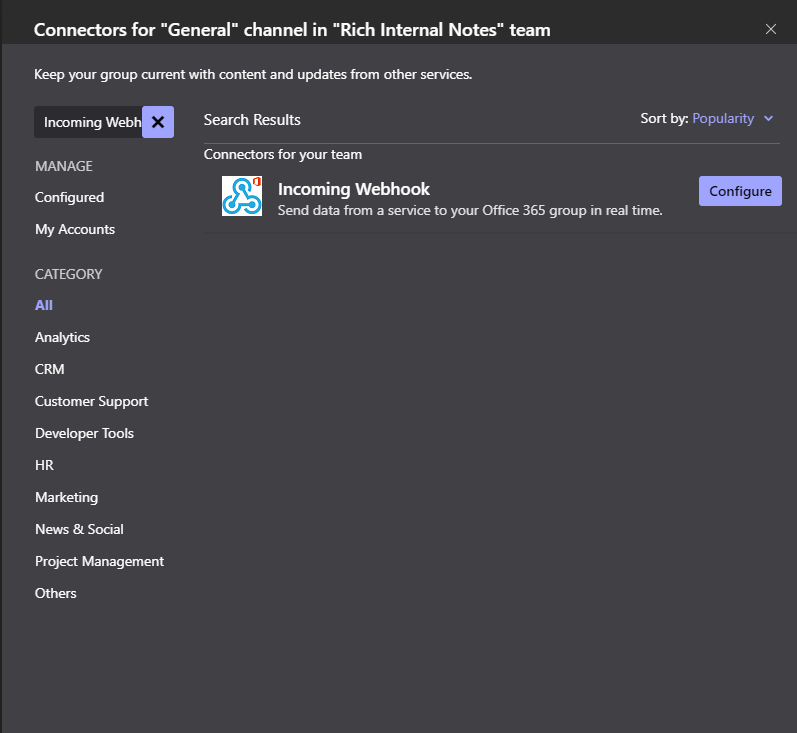 Connectors for "General" channel in "Rich Internal Notes" team
Keep your group current with content and updates from other services.
Incoming Webh
Search Results
Sort by: Popularity
Connectors for your team
Incoming Webhook
Send data from a service to your Office 365 group in real time.
Configure
MANAGE
Configured
My Accounts
CATEGORY
All
Analytics
CRM
Customer Support
Developer Tools
HR
Marketing
News & Social
Project Management
Others